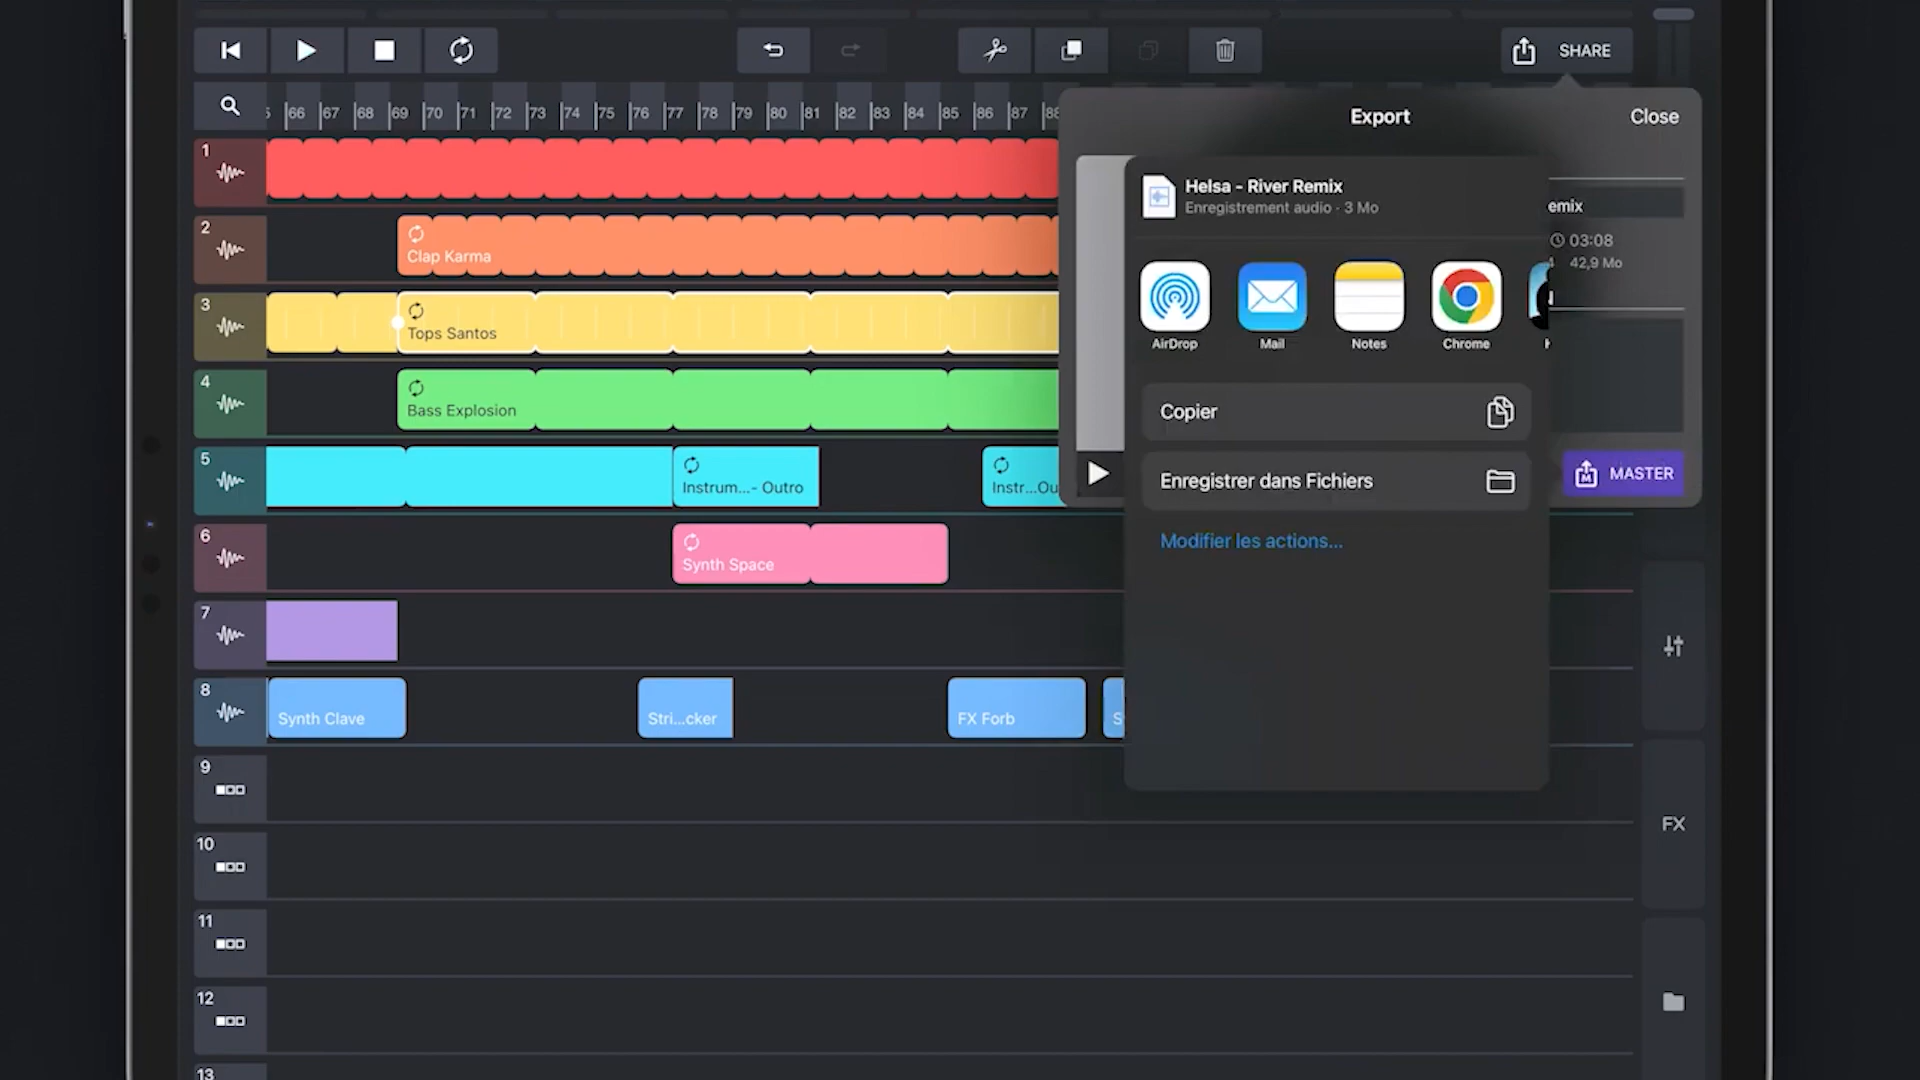 SHARE
66 67 68 69 70 71 72 73 74 75 76 77 78 79 80 81 82 83 84 85 86 87
Export
Close
1
2
Clap Karma
3
Tops Santos
4
Bass Explosion
5
Instrum...- Outro
Instr...Ou
6
Synth Space
7
8
Synth Clave
Stri...cker
FX Forb
S
9
10
11
12
13
Helsa - River Remix
Enregistrement audio · 3 Mo
AirDrop
Mail
Notes
Chrome
Copier
Enregistrer dans Fichiers
Modifier les actions...
emix
03:08
42,9 Mo
MASTER
FX